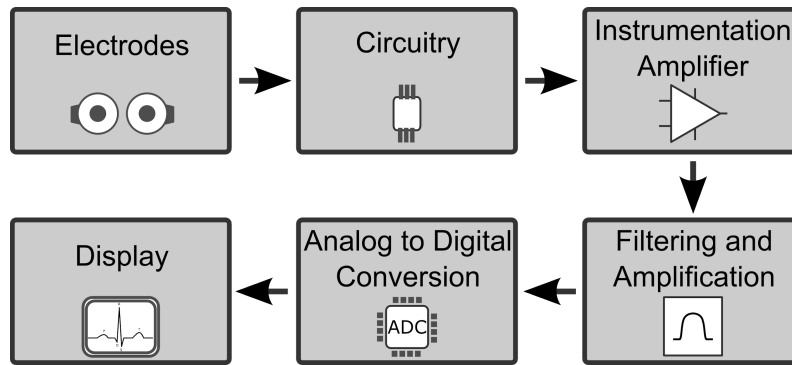 Electrodes
Circuitry
Instrumentation
Amplifier
Filtering and
Amplification
Analog to Digital
Conversion
ADC
Display